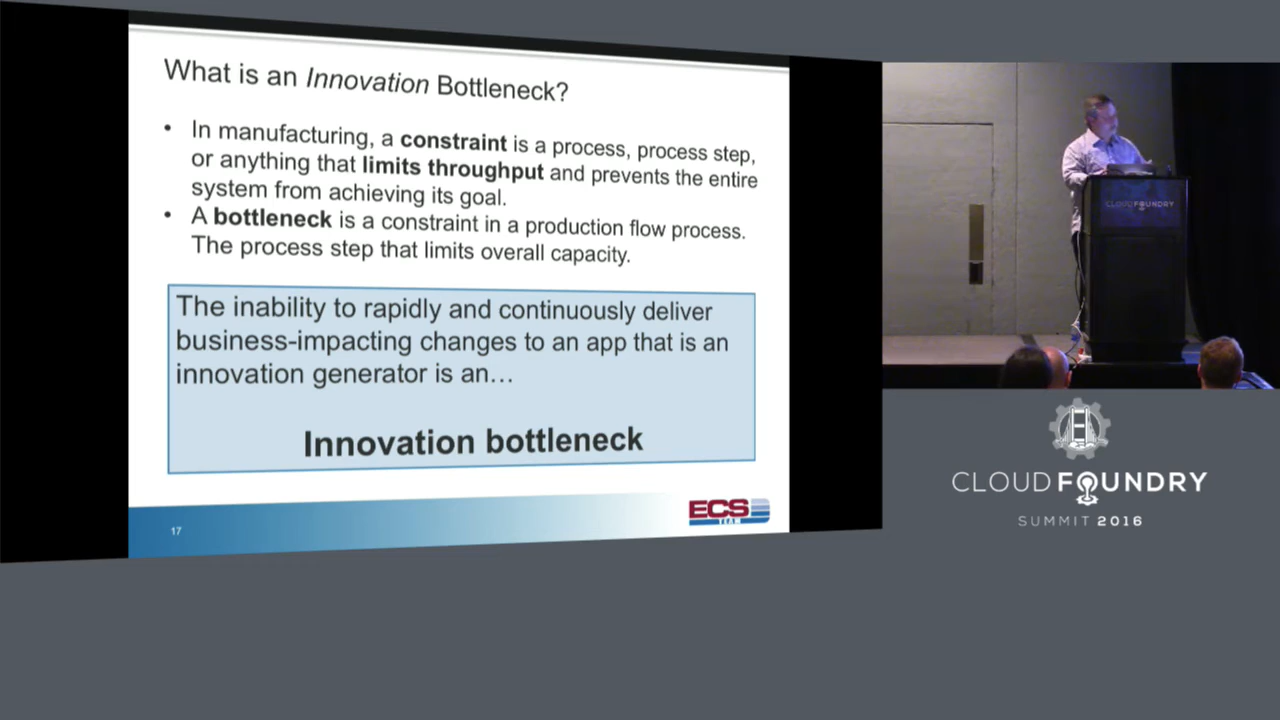 What is an Innovation Bottleneck?
• In manufacturing, a constraint is a process, process step,
or anything that limits throughput and prevents the entire
system from achieving its goal.
• A bottleneck is a constraint in a production flow process.
The process step that limits overall capacity.
The inability to rapidly and continuously deliver
business-impacting changes to an app that is an
innovation generator is an…
Innovation bottleneck
17
ECS
TEAM
CLOUD FOUNDRY
CLOUD FOUNDRY
SUMMIT 2016